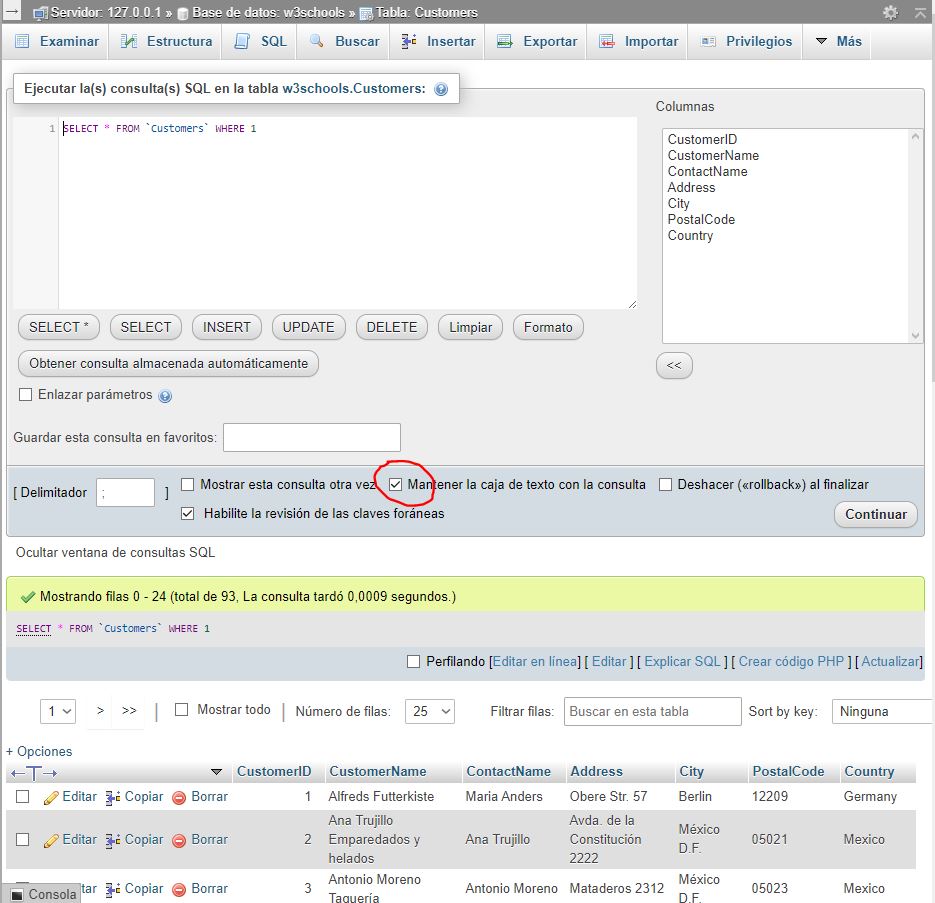 Servidor: 127.0.0.1 » Base de datos: w3schools » Tabla: Customers
Examinar Estructura SQL Buscar Insertar Exportar Importar Privilegios Más
Ejecutar la(s) consulta(s) SQL en la tabla w3schools.Customers:
Columnas
1 SELECT * FROM `Customers` WHERE 1
CustomerID
CustomerName
ContactName
Address
City
PostalCode
Country
SELECT * SELECT INSERT UPDATE DELETE Limpiar Formato
Obtener consulta almacenada automáticamente
<<
Enlazar parámetros
Guardar esta consulta en favoritos:
[ Delimitador ; ] Mostrar esta consulta otra vez Mantener la caja de texto con la consulta Deshacer («rollback») al finalizar
Habilite la revisión de las claves foráneas
Continuar
Ocultar ventana de consultas SQL
Mostrando filas 0 - 24 (total de 93, La consulta tardó 0,0009 segundos.)
SELECT * FROM `Customers` WHERE 1
Perfilando [Editar en línea] [ Editar ] [ Explicar SQL ] [ Crear código PHP ] [ Actualizar]
1 > >> | Mostrar todo | Número de filas: 25 Filtrar filas: Buscar en esta tabla Sort by key: Ninguna
+ Opciones
←T→ CustomerID CustomerName ContactName Address City PostalCode Country
Editar Copiar Borrar 1 Alfreds Futterkiste Maria Anders Obere Str. 57 Berlin 12209 Germany
Editar Copiar Borrar 2 Ana Trujillo Emparedados y helados Ana Trujillo Avda. de la Constitución 2222 México D.F. 05021 Mexico
tar Copiar Borrar 3 Antonio Moreno Taquería Antonio Moreno Mataderos 2312 México D.F. 05023 Mexico
Consola